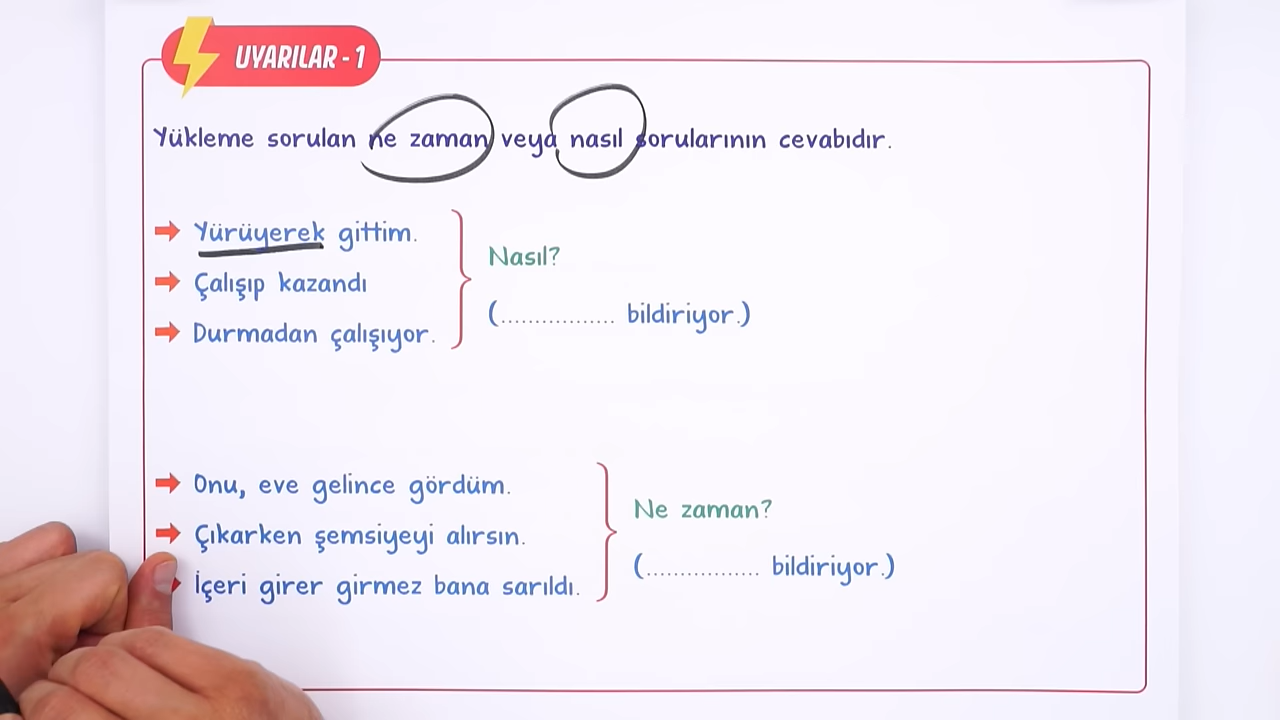 UYARILAR - 1
Yükleme sorulan ne zaman veya nasıl sorularının cevabıdır.
Yürüyerek gittim.
Çalışıp kazandı
Durmadan çalışıyor.
Nasıl?
(................. bildiriyor.)
Onu, eve gelince gördüm.
Çıkarken şemsiyeyi alırsın.
İçeri girer girmez bana sarıldı.
Ne zaman?
(................. bildiriyor.)